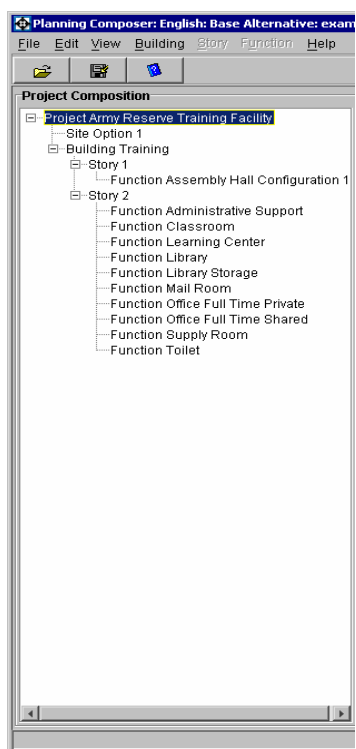 Planning Composer: English: Base Alternative: exam
File Edit View Building Story Function Help
Project Composition
Project Army Reserve Training Facility
Site Option 1
Building Training
Story 1
Function Assembly Hall Configuration 1
Story 2
Function Administrative Support
Function Classroom
Function Learning Center
Function Library
Function Library Storage
Function Mail Room
Function Office Full Time Private
Function Office Full Time Shared
Function Supply Room
Function Toilet